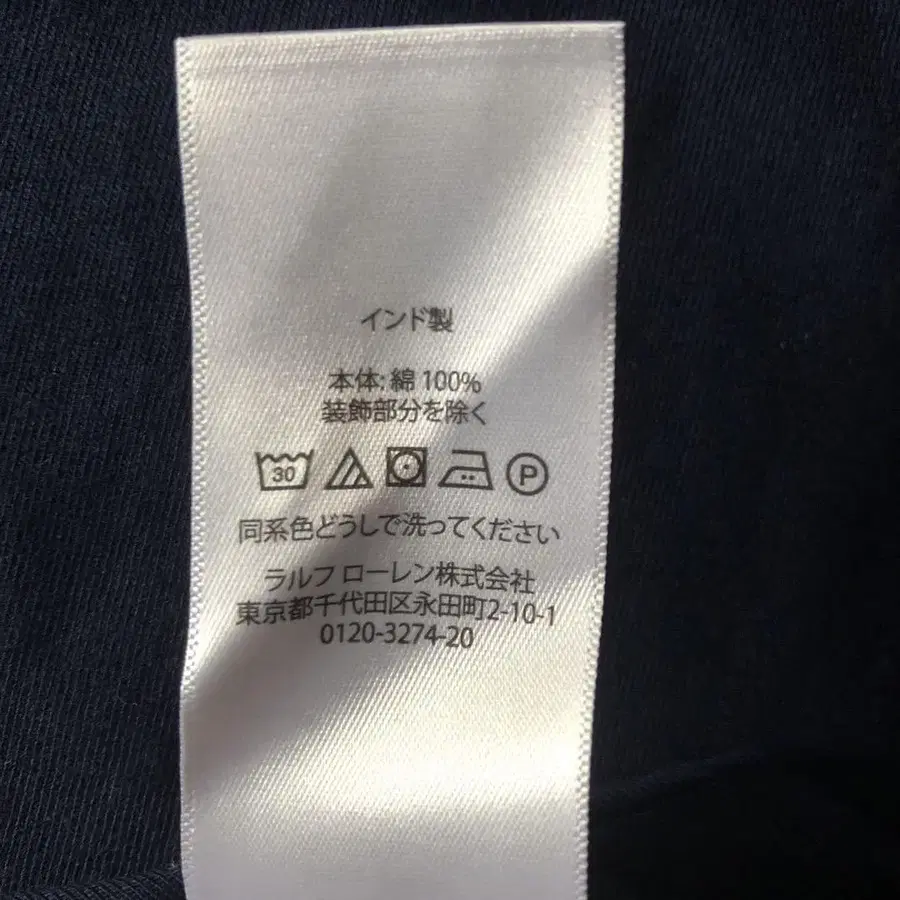 インド製
本体: 綿 100%
装飾部分を除く
30 P
同系色どうしで洗ってください
ラルフ ローレン株式会社
東京都千代田区永田町2-10-1
0120-3274-20